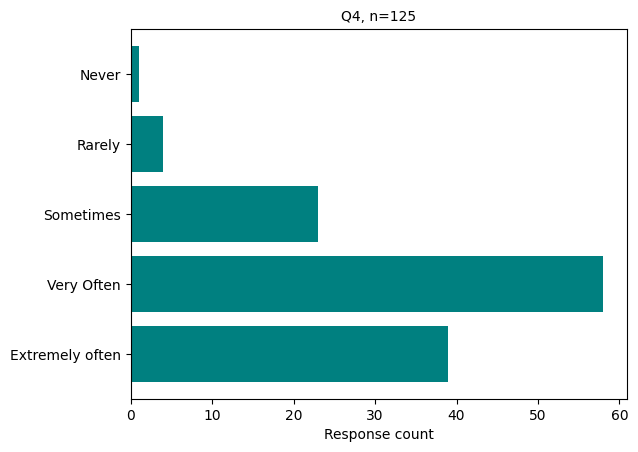 Q4, n=125
Never
Rarely
Sometimes
Very Often
Extremely often
0 10 20 30 40 50 60
Response count